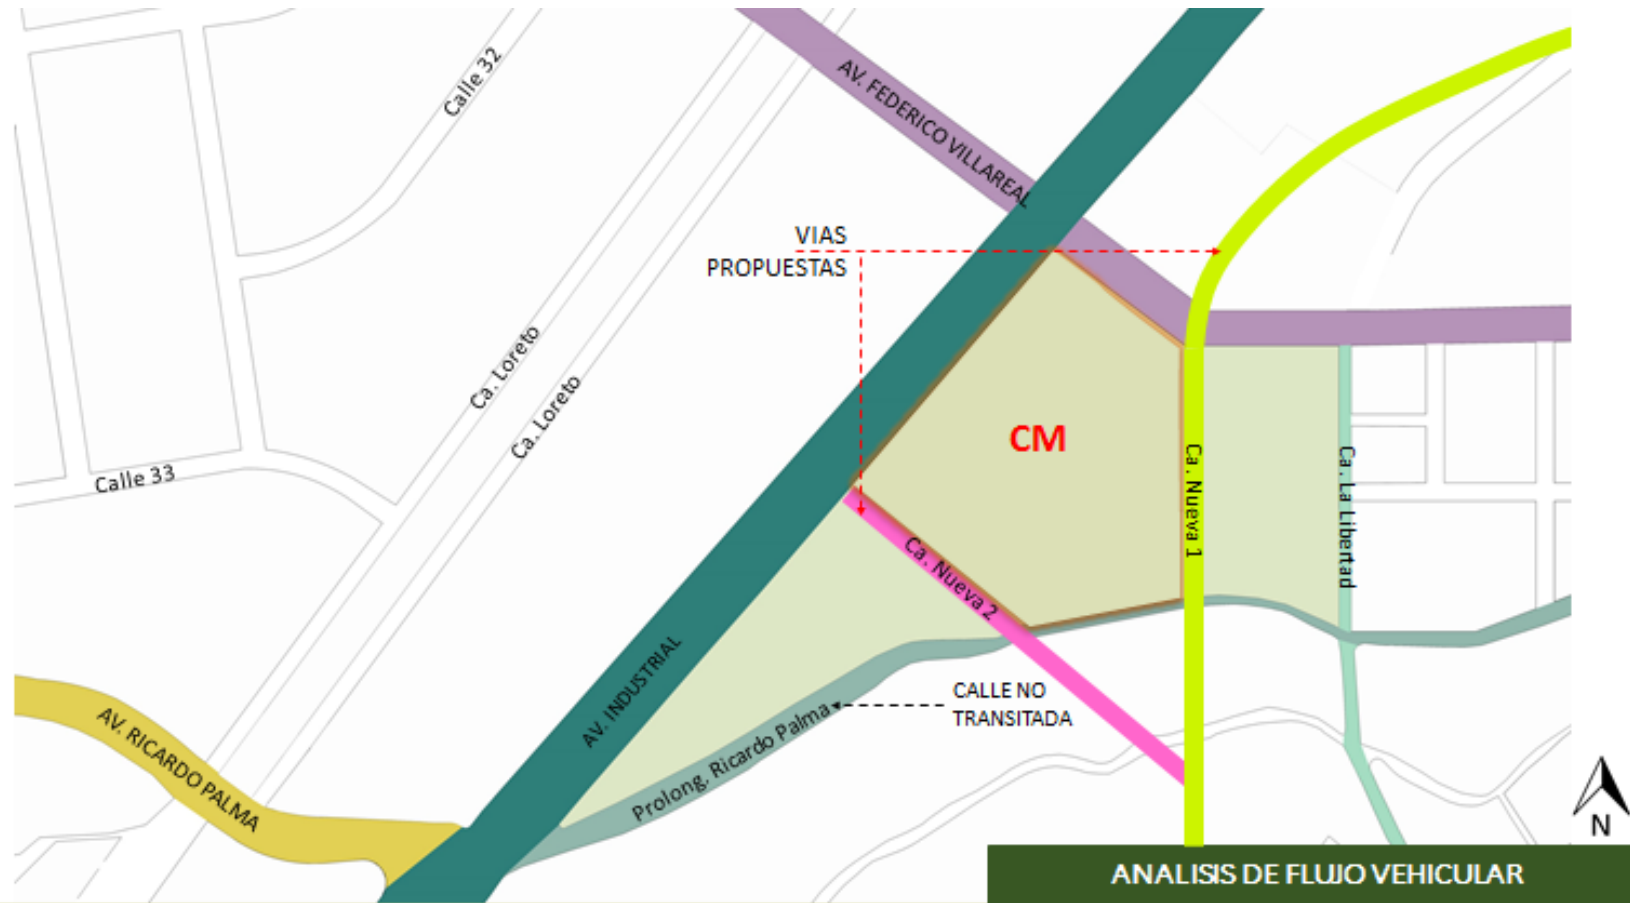 Calle 32
AV. FEDERICO VILLAREAL
VIAS
PROPUESTAS
Ca. Loreto
Ca. Loreto
CM
Calle 33
Ca. Nueva 1
Ca. La Libertad
Ca. Nueva 2
AV. INDUSTRIAL
CALLE NO
TRANSITADA
Prolong. Ricardo Palma
AV. RICARDO PALMA
N
ANALISIS DE FLUJO VEHICULAR